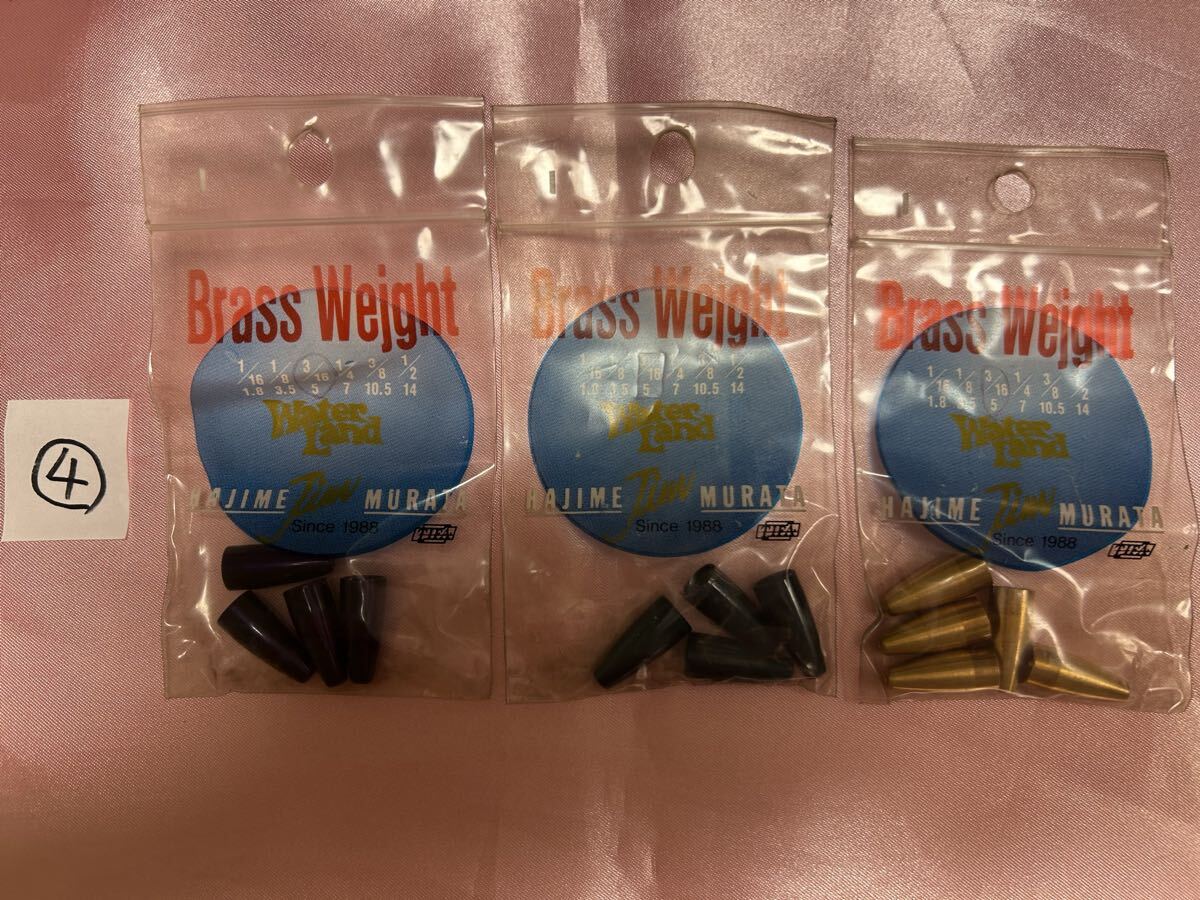 ④
Brass Wejght
1/16 1/8 3/16 1/4 3/8 1/2
1.8 3.5 5 7 10.5 14
Water
Land
HAJIME Jim MURATA
Since 1988
Brass Wejght
1/16 1/8 3/16 1/4 3/8 1/2
1.8 3.5 5 7 10.5 14
Water
Land
HAJIME Jim MURATA
Since 1988
Brass Wejght
1/16 1/8 3/16 1/4 3/8 1/2
1.8 3.5 5 7 10.5 14
Water
Land
HAJIME Jim MURATA
Since 1988